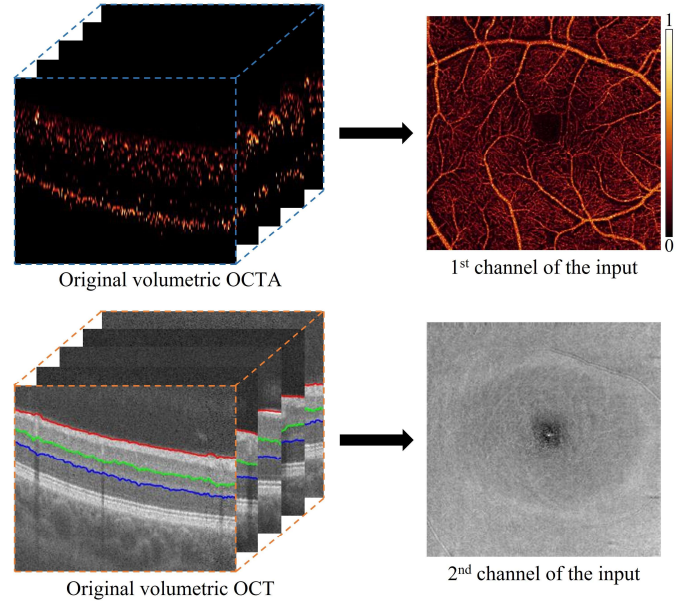 1
0
Original volumetric OCTA
1st channel of the input
Original volumetric OCT
2nd channel of the input